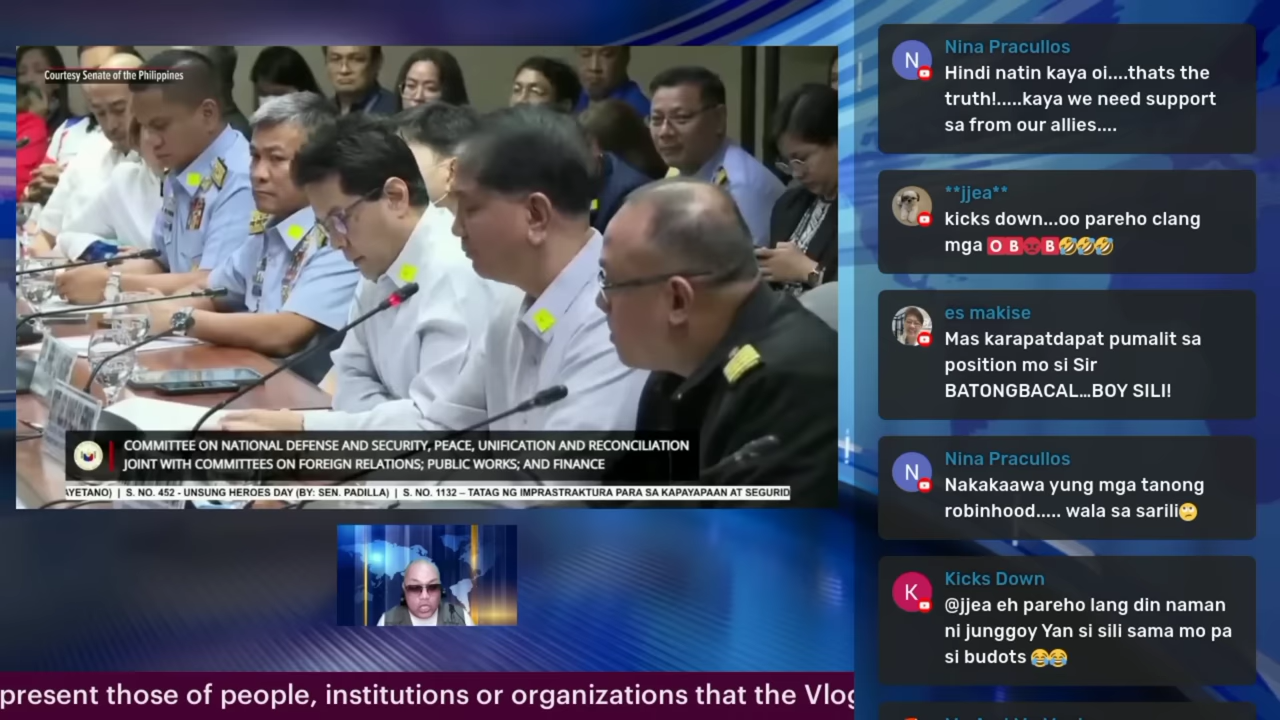 Courtesy Senate of the Philippines
COMMITTEE ON NATIONAL DEFENSE AND SECURITY, PEACE, UNIFICATION AND RECONCILIATION
JOINT WITH COMMITTEES ON FOREIGN RELATIONS; PUBLIC WORKS; AND FINANCE
AYETANO) | S. NO. 452 - UNSUNG HEROES DAY (BY: SEN. PADILLA) | S. NO. 1132 – TATAG NG IMPRASTRAKTURA PARA SA KAPAYAPAAN AT SEGURID
present those of people, institutions or organizations that the Vlog
N
Nina Pracullos
Hindi natin kaya oi....thats the
truth!.....kaya we need support
sa from our allies....
**jjea**
kicks down...oo pareho clang
mga 🅾️🅱️😡🅱️🤣🤣🤣
es makise
Mas karapatdapat pumalit sa
position mo si Sir
BATONGBACAL...BOY SILI!
N
Nina Pracullos
Nakakaawa yung mga tanong
robinhood..... wala sa sarili🙄
K
Kicks Down
@jjea eh pareho lang din naman
ni junggoy Yan si sili sama mo pa
si budots 😂😂